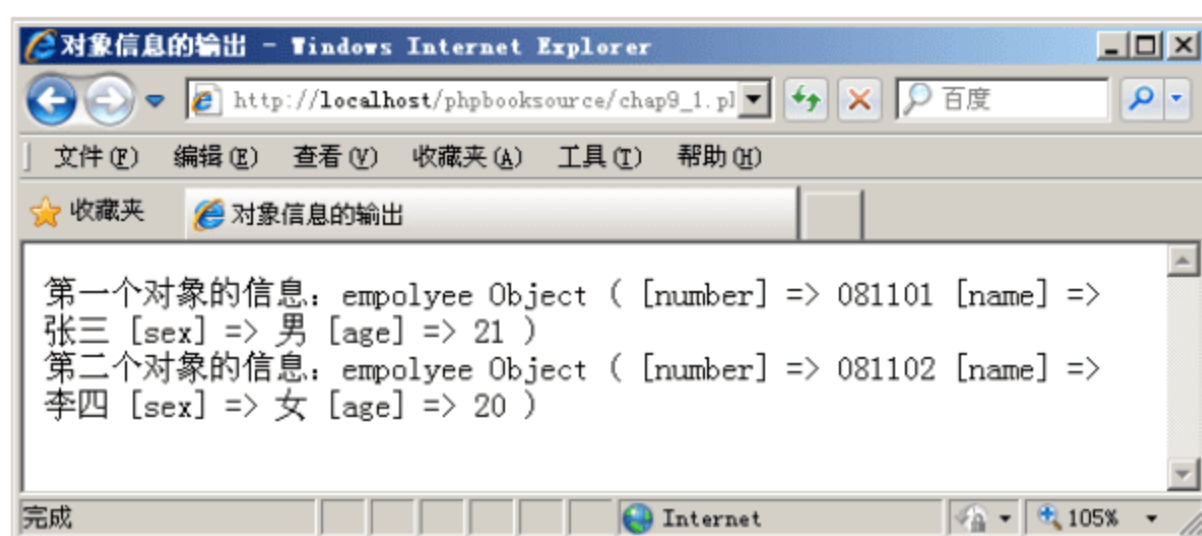 对象信息的输出 - Windows Internet Explorer
http://localhost/phpbooksource/chap9_1.pl 百度
文件(F) 编辑(E) 查看(V) 收藏夹(A) 工具(T) 帮助(H)
收藏夹 对象信息的输出
第一个对象的信息：empolyee Object ( [number] => 081101 [name] =>
张三 [sex] => 男 [age] => 21 )
第二个对象的信息：empolyee Object ( [number] => 081102 [name] =>
李四 [sex] => 女 [age] => 20 )
完成 Internet 105%